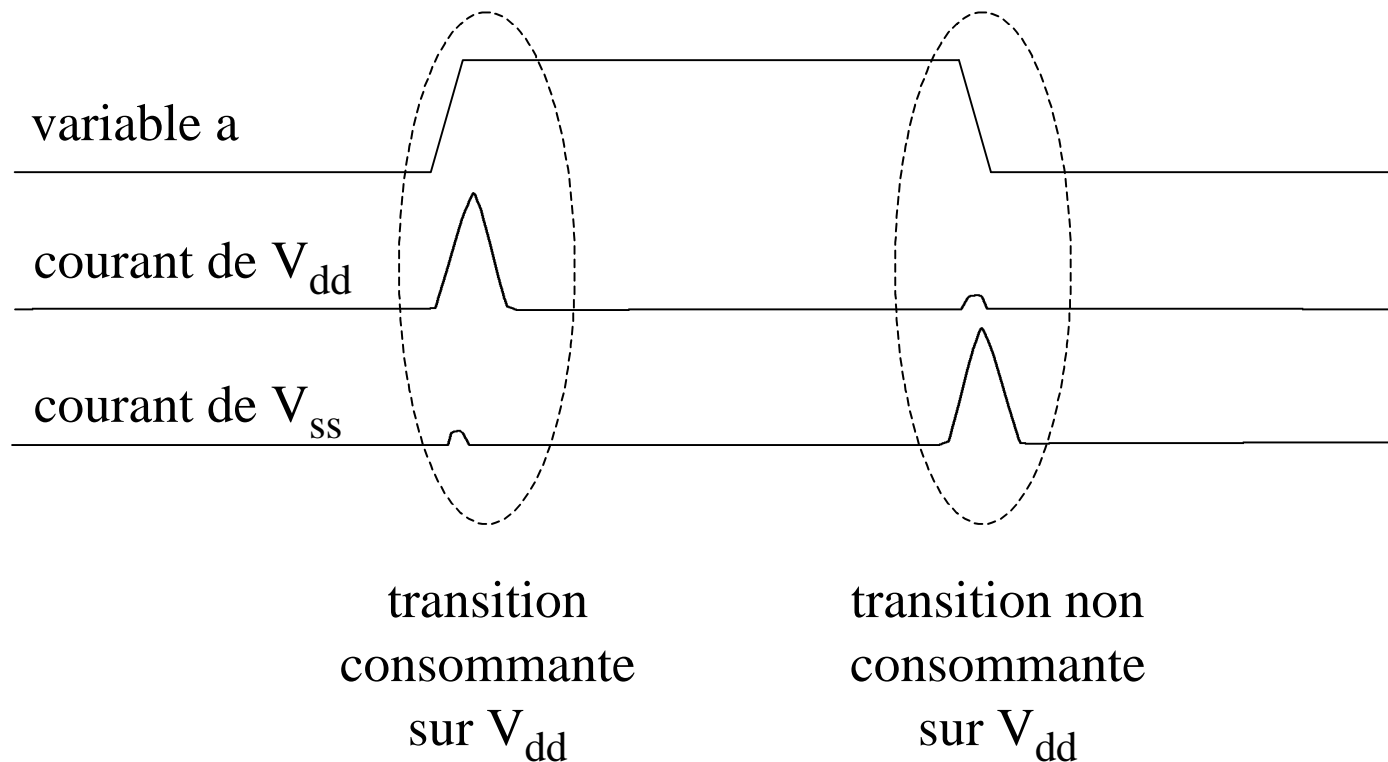 variable a
courant de Vdd
courant de Vss
transition
consommante
sur Vdd
transition non
consommante
sur Vdd